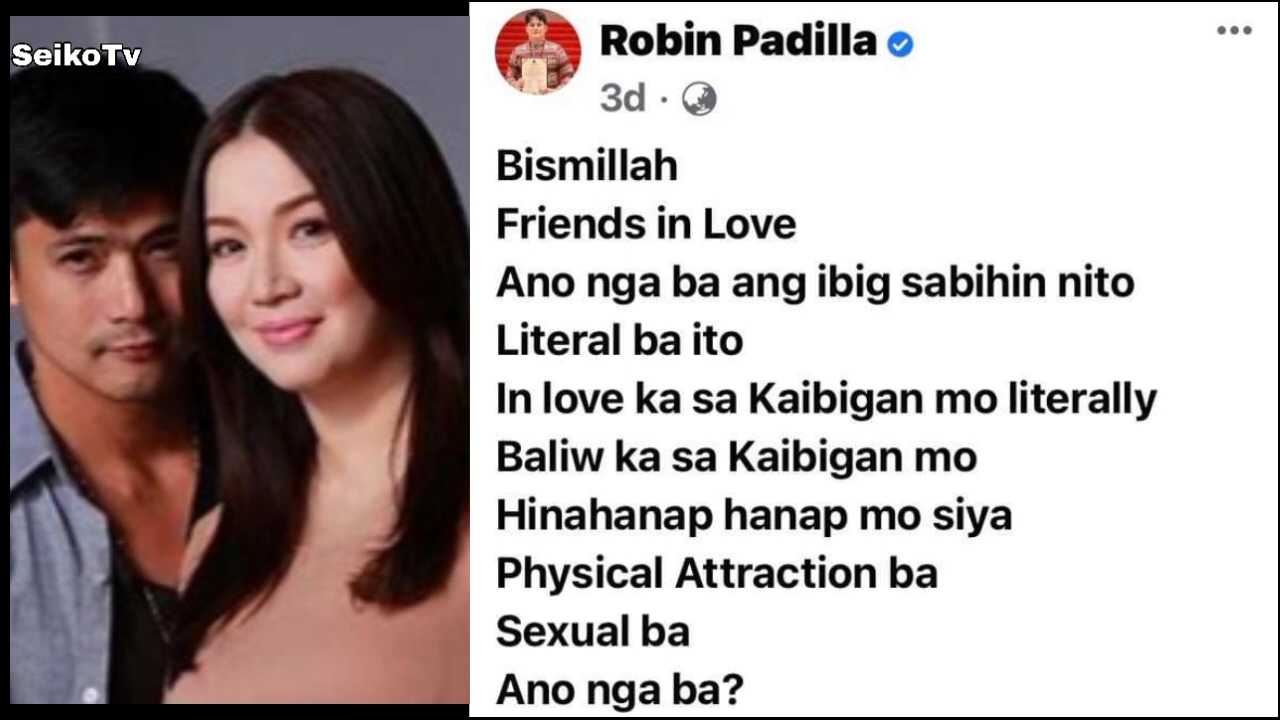 SeikoTv
Robin Padilla
3d ·
Bismillah
Friends in Love
Ano nga ba ang ibig sabihin nito
Literal ba ito
In love ka sa Kaibigan mo literally
Baliw ka sa Kaibigan mo
Hinahanap hanap mo siya
Physical Attraction ba
Sexual ba
Ano nga ba?